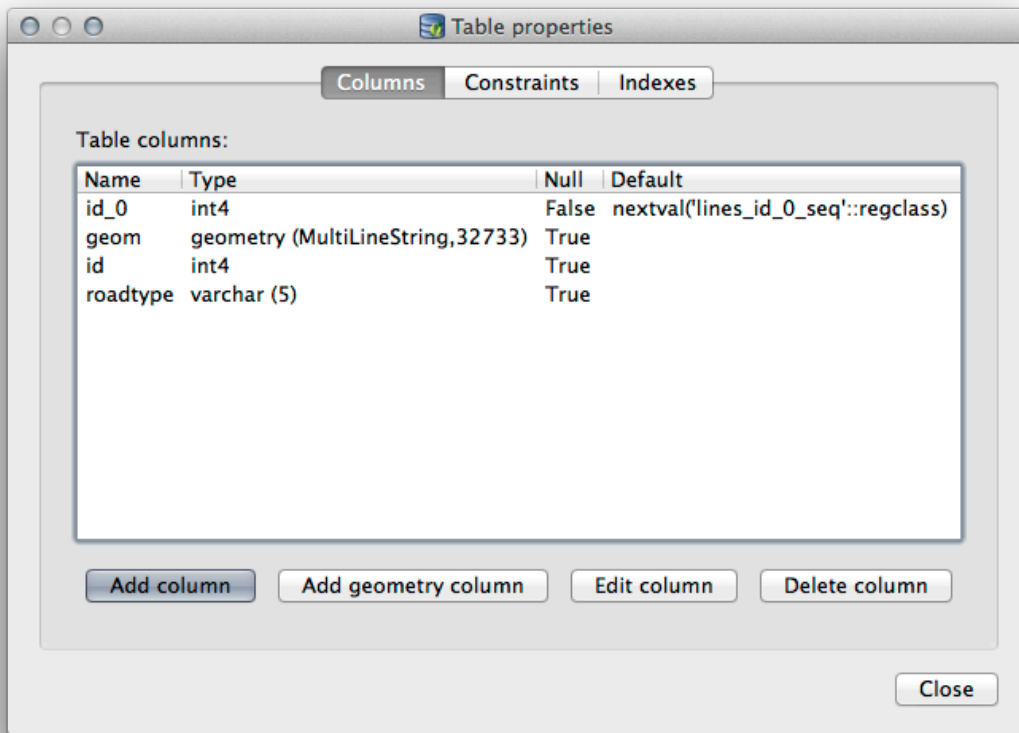 Table properties
Columns Constraints Indexes
Table columns:
Name Type Null Default
id_0 int4 False nextval('lines_id_0_seq'::regclass)
geom geometry (MultiLineString,32733) True
id int4 True
roadtype varchar (5) True
Add column Add geometry column Edit column Delete column
Close